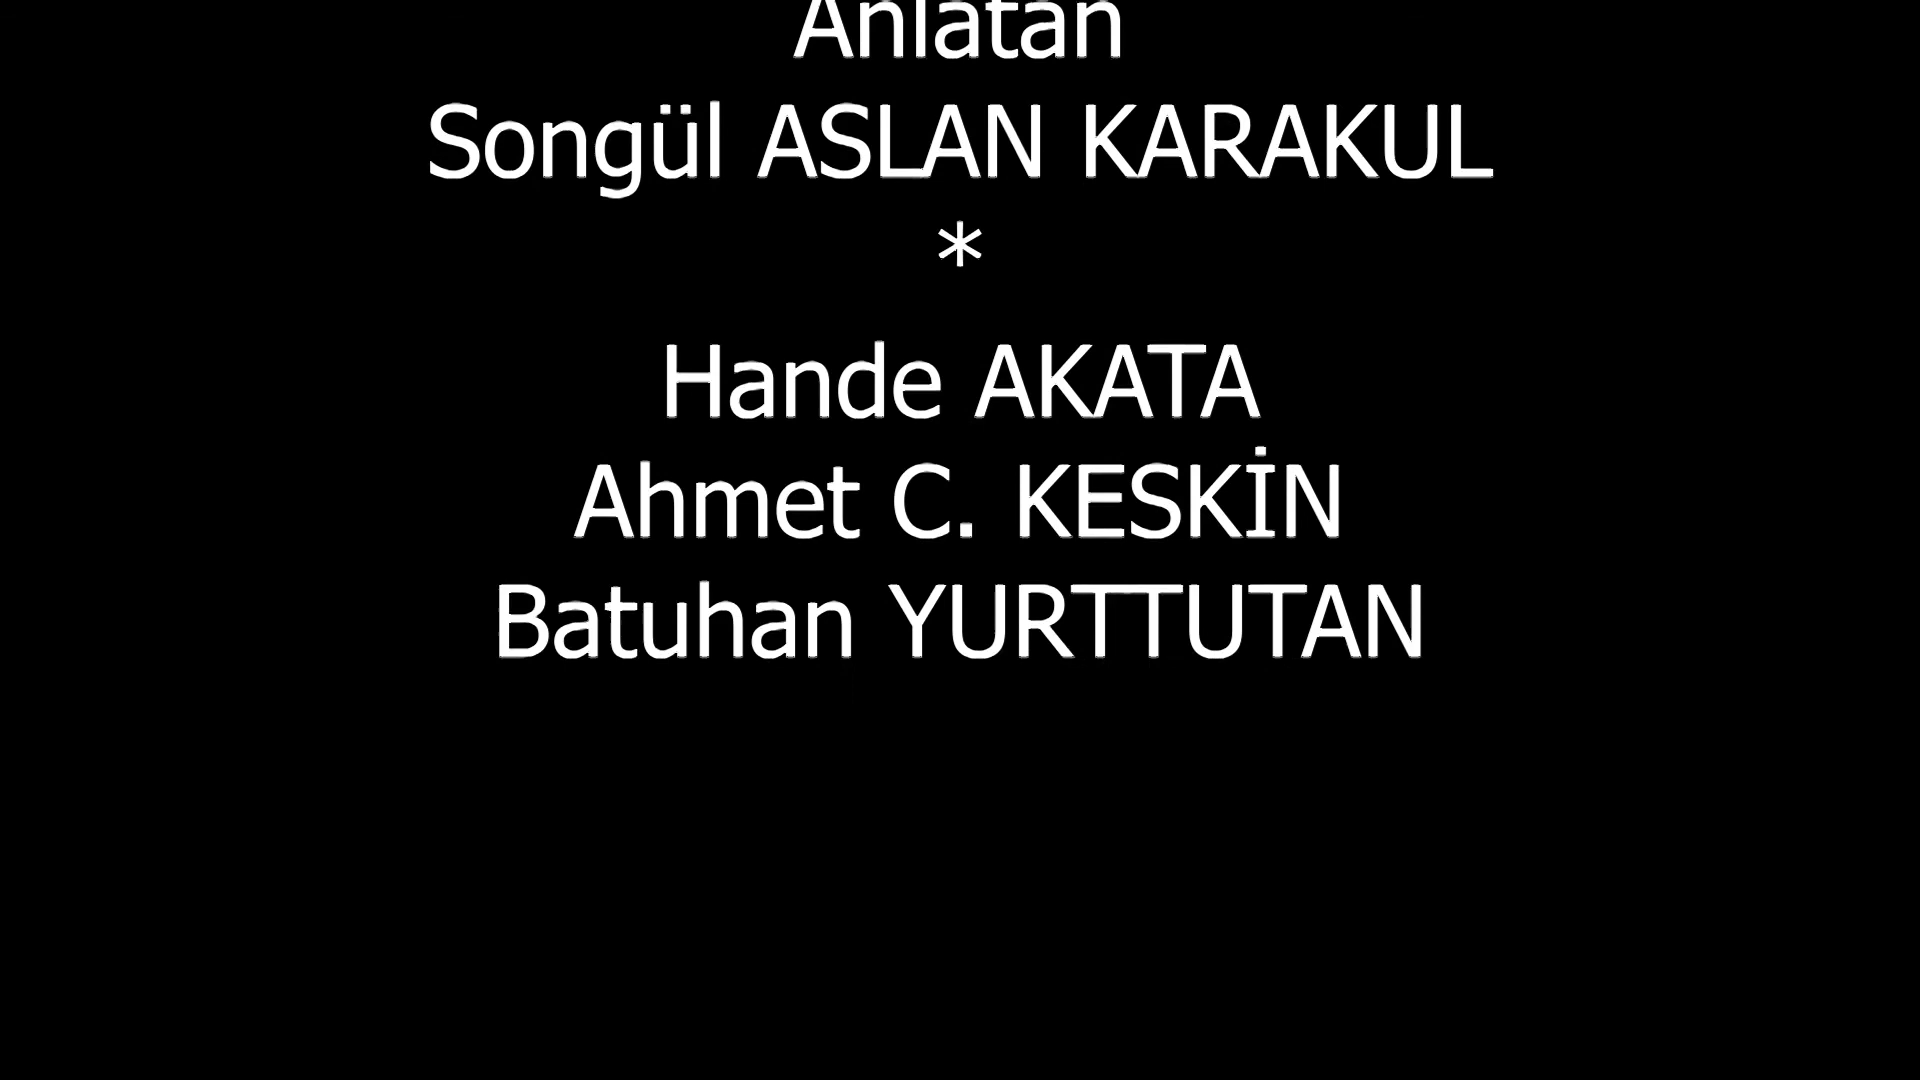 Anlatan
Songül ASLAN KARAKUL
*
Hande AKATA
Ahmet C. KESKİN
Batuhan YURTTUTAN